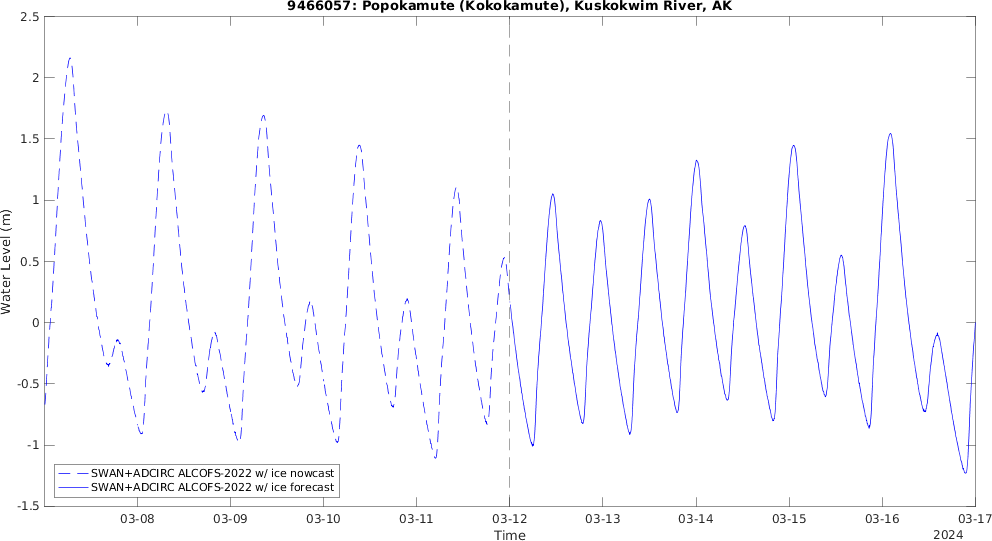 9466057: Popokamute (Kokokamute), Kuskokwim River, AK
2.5
2
1.5
1
0.5
0
-0.5
-1
-1.5
Water Level (m)
SWAN+ADCIRC ALCOFS-2022 w/ ice nowcast
SWAN+ADCIRC ALCOFS-2022 w/ ice forecast
03-08 03-09 03-10 03-11 03-12 03-13 03-14 03-15 03-16 03-17
Time
2024